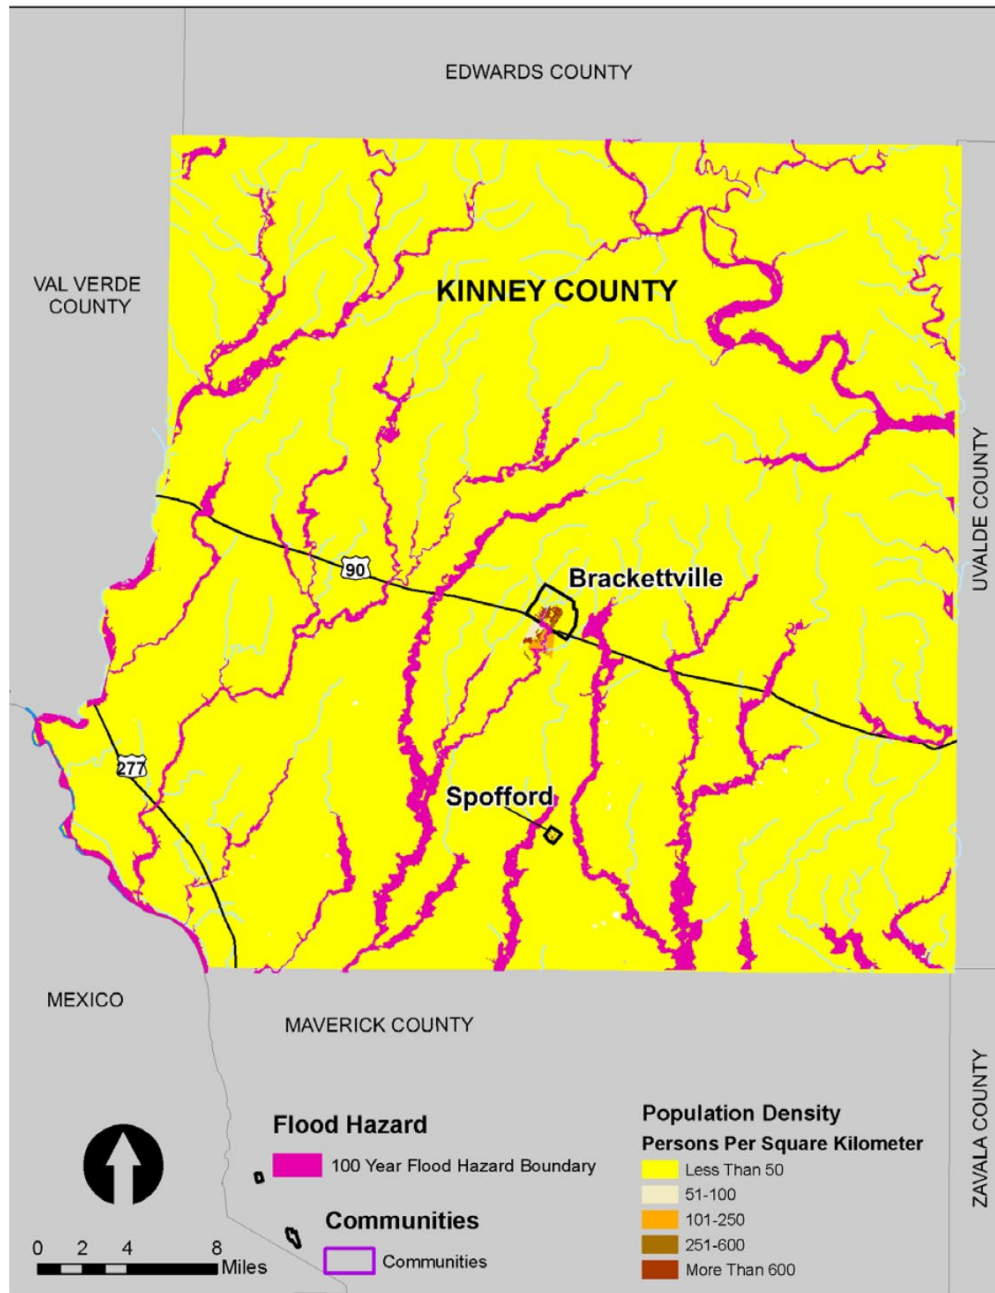 EDWARDS COUNTY
VAL VERDE
COUNTY
KINNEY COUNTY
UVALDE COUNTY
90
Brackettville
277
Spofford
MEXICO
MAVERICK COUNTY
ZAVALA COUNTY
Flood Hazard
100 Year Flood Hazard Boundary
Communities
Communities
0 2 4 8
Miles
Population Density
Persons Per Square Kilometer
Less Than 50
51-100
101-250
251-600
More Than 600